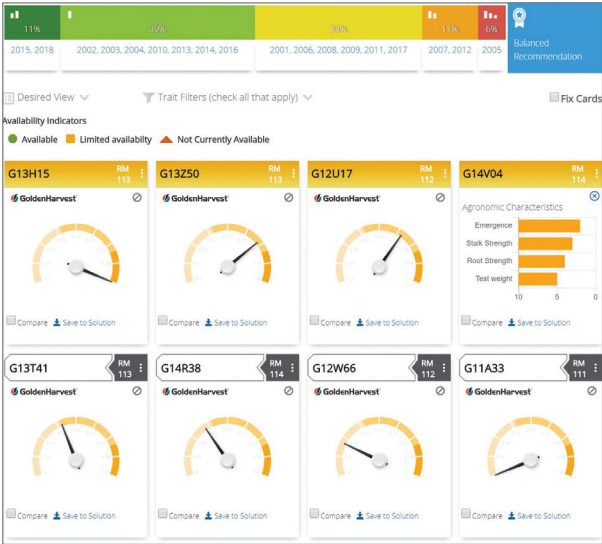 11% 39% 39% 11% 6%
2015, 2018 2002, 2003, 2004, 2010, 2013, 2014, 2016 2001, 2006, 2008, 2009, 2011, 2017 2007, 2012 2005
Balanced
Recommendation
Desired View Trait Filters (check all that apply) Fix Cards
Availability Indicators
Available Limited availabilty Not Currently Available
G13H15 RM 113
GoldenHarvest
Compare Save to Solution
G13Z50 RM 113
GoldenHarvest
Compare Save to Solution
G12U17 RM 112
GoldenHarvest
Compare Save to Solution
G14V04 RM 114
Agronomic Characteristics
Emergence
Stalk Strength
Root Strength
Test weight
10 5 0
Compare Save to Solution
G13T41 RM 113
GoldenHarvest
Compare Save to Solution
G14R38 RM 114
GoldenHarvest
Compare Save to Solution
G12W66 RM 112
GoldenHarvest
Compare Save to Solution
G11A33 RM 111
GoldenHarvest
Compare Save to Solution